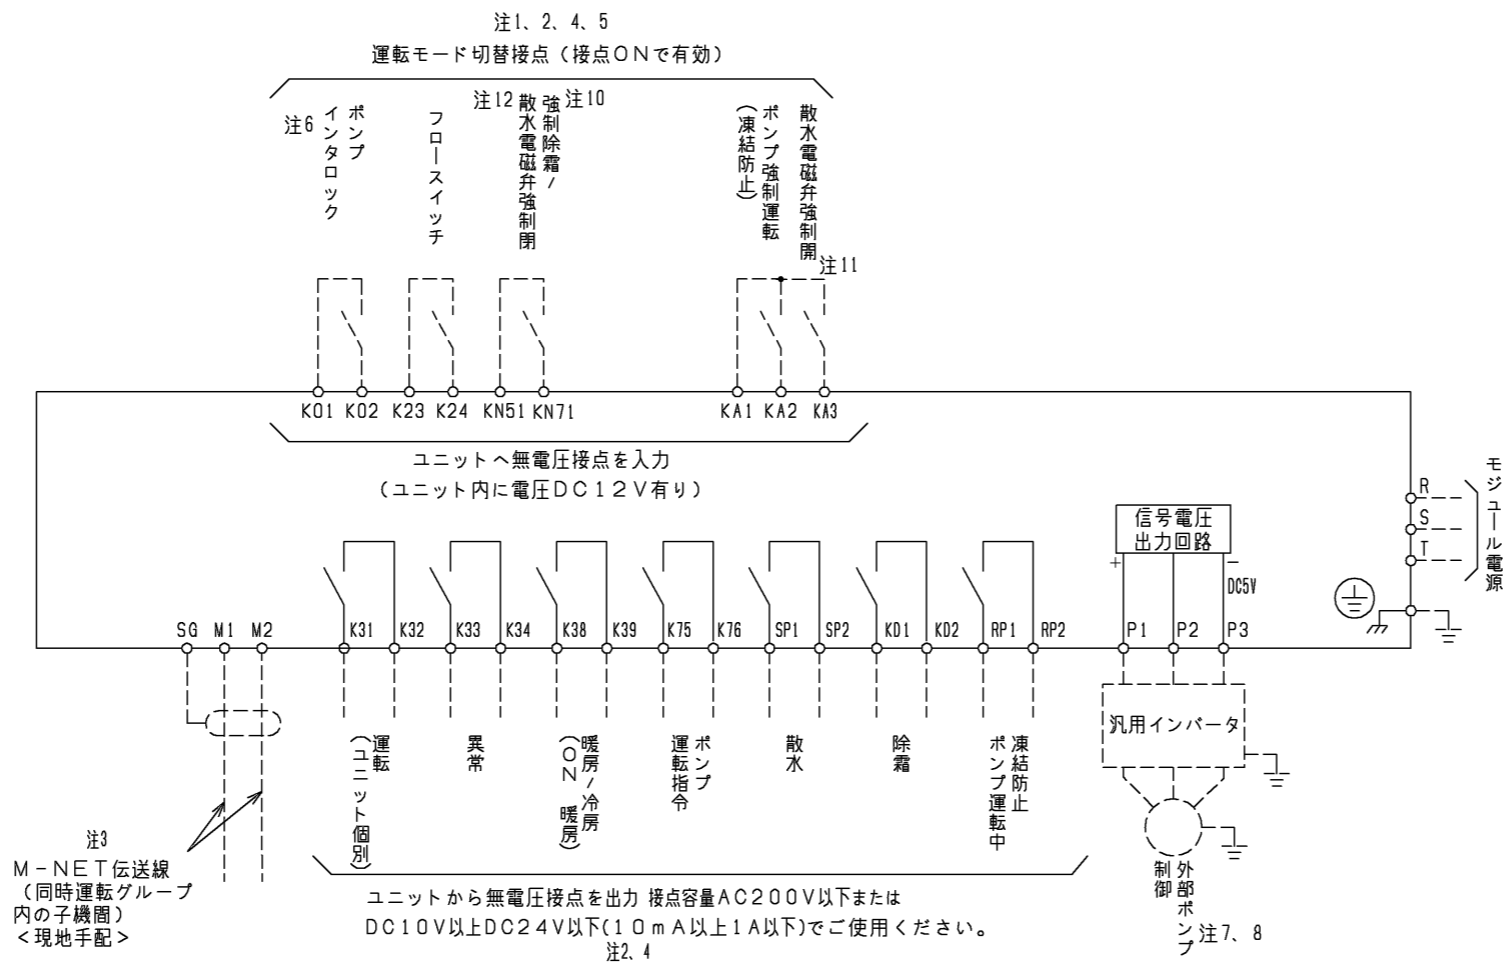 注1、2、4、5
運転モード切替接点（接点ONで有効）
注6
ポンプ
インタロック
フロースイッチ
注12
強制除霜/
散水電磁弁強制閉
注10
ポンプ強制運転
(凍結防止)
散水電磁弁強制開
注11
K01 K02 K23 K24 KN51 KN71 KA1 KA2 KA3
ユニットへ無電圧接点を入力
（ユニット内に電圧DC12V有り）
モジュール電源
R
S
T
信号電圧
出力回路
+
−
DC5V
SG M1 M2 K31 K32 K33 K34 K38 K39 K75 K76 SP1 SP2 KD1 KD2 RP1 RP2 P1 P2 P3
運転
(ユニット個別)
異常
暖房/冷房
(ON 暖房)
ポンプ
運転指令
散水
除霜
凍結防止
ポンプ運転中
汎用インバータ
外部ポンプ
制御
注7、8
注3
M-NET伝送線
（同時運転グループ
内の子機間）
<現地手配>
ユニットから無電圧接点を出力 接点容量AC200V以下または
DC10V以上DC24V以下(10mA以上1A以下)でご使用ください。
注2、4